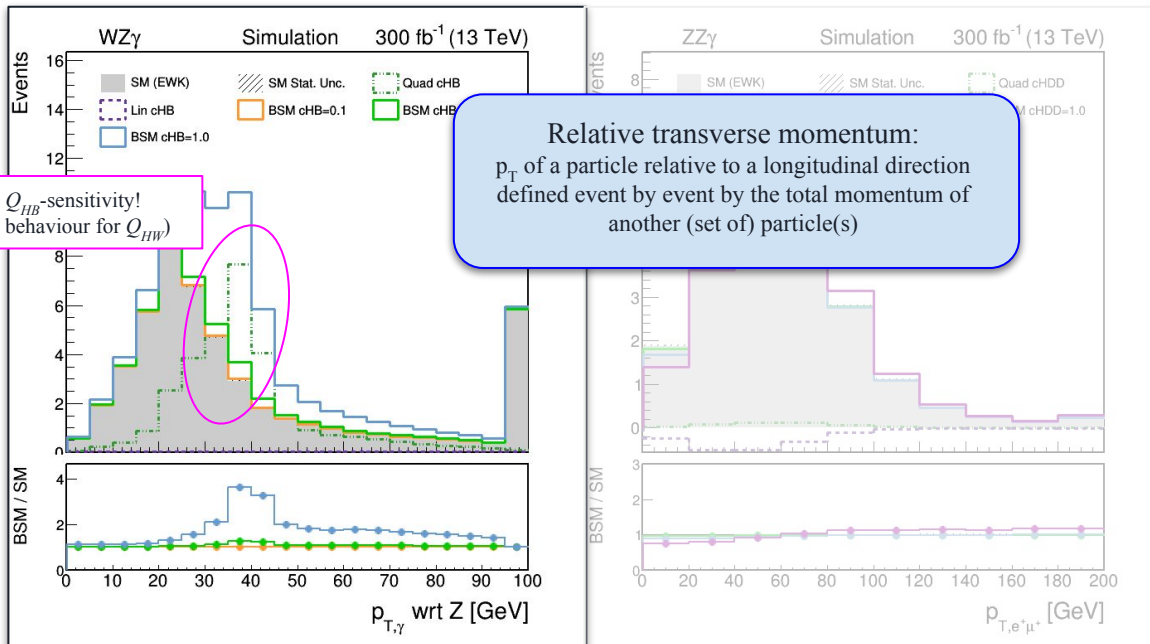 WZγ Simulation 300 fb⁻¹ (13 TeV)
Events
16
14
12
6
4
2
0
SM (EWK) SM Stat. Unc. Quad cHB
Lin cHB BSM cHB=0.1 BSM cHB
BSM cHB=1.0
Q_HB-sensitivity!
behaviour for Q_HW)
BSM / SM
4
2
0
0 10 20 30 40 50 60 70 80 90 100
p_T,γ wrt Z [GeV]
ZZγ Simulation 300 fb⁻¹ (13 TeV)
ents
8
SM (EWK) SM Stat. Unc. Quad cHDD
M cHDD=1.0
Relative transverse momentum:
p_T of a particle relative to a longitudinal direction
defined event by event by the total momentum of
another (set of) particle(s)
3
2
1
0
BSM / SM
3
2
1
0
0 20 40 60 80 100 120 140 160 180 200
p_T,e⁺μ⁺ [GeV]